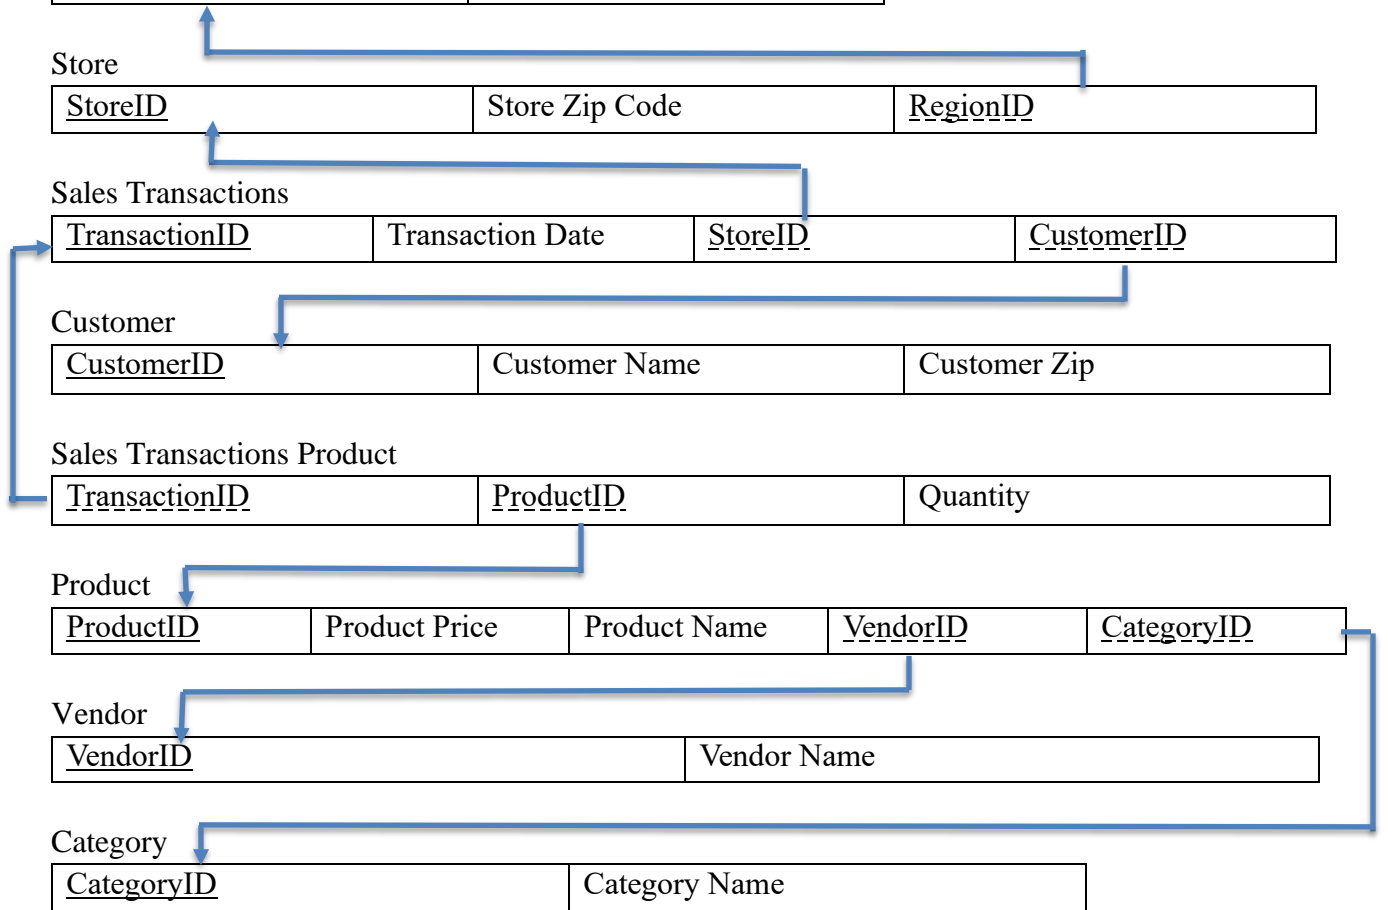 Store
StoreID Store Zip Code RegionID
Sales Transactions
TransactionID Transaction Date StoreID CustomerID
Customer
CustomerID Customer Name Customer Zip
Sales Transactions Product
TransactionID ProductID Quantity
Product
ProductID Product Price Product Name VendorID CategoryID
Vendor
VendorID Vendor Name
Category
CategoryID Category Name